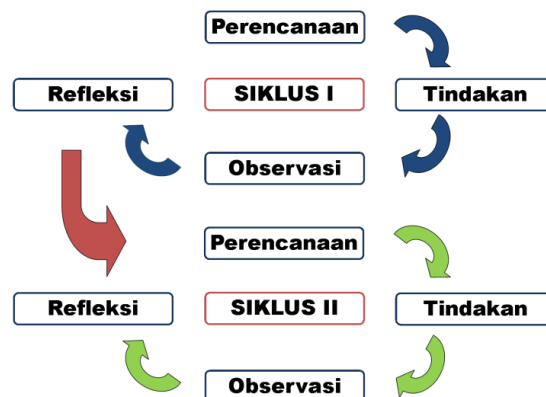 Perencanaan
Refleksi
SIKLUS I
Tindakan
Observasi
Perencanaan
Refleksi
SIKLUS II
Tindakan
Observasi